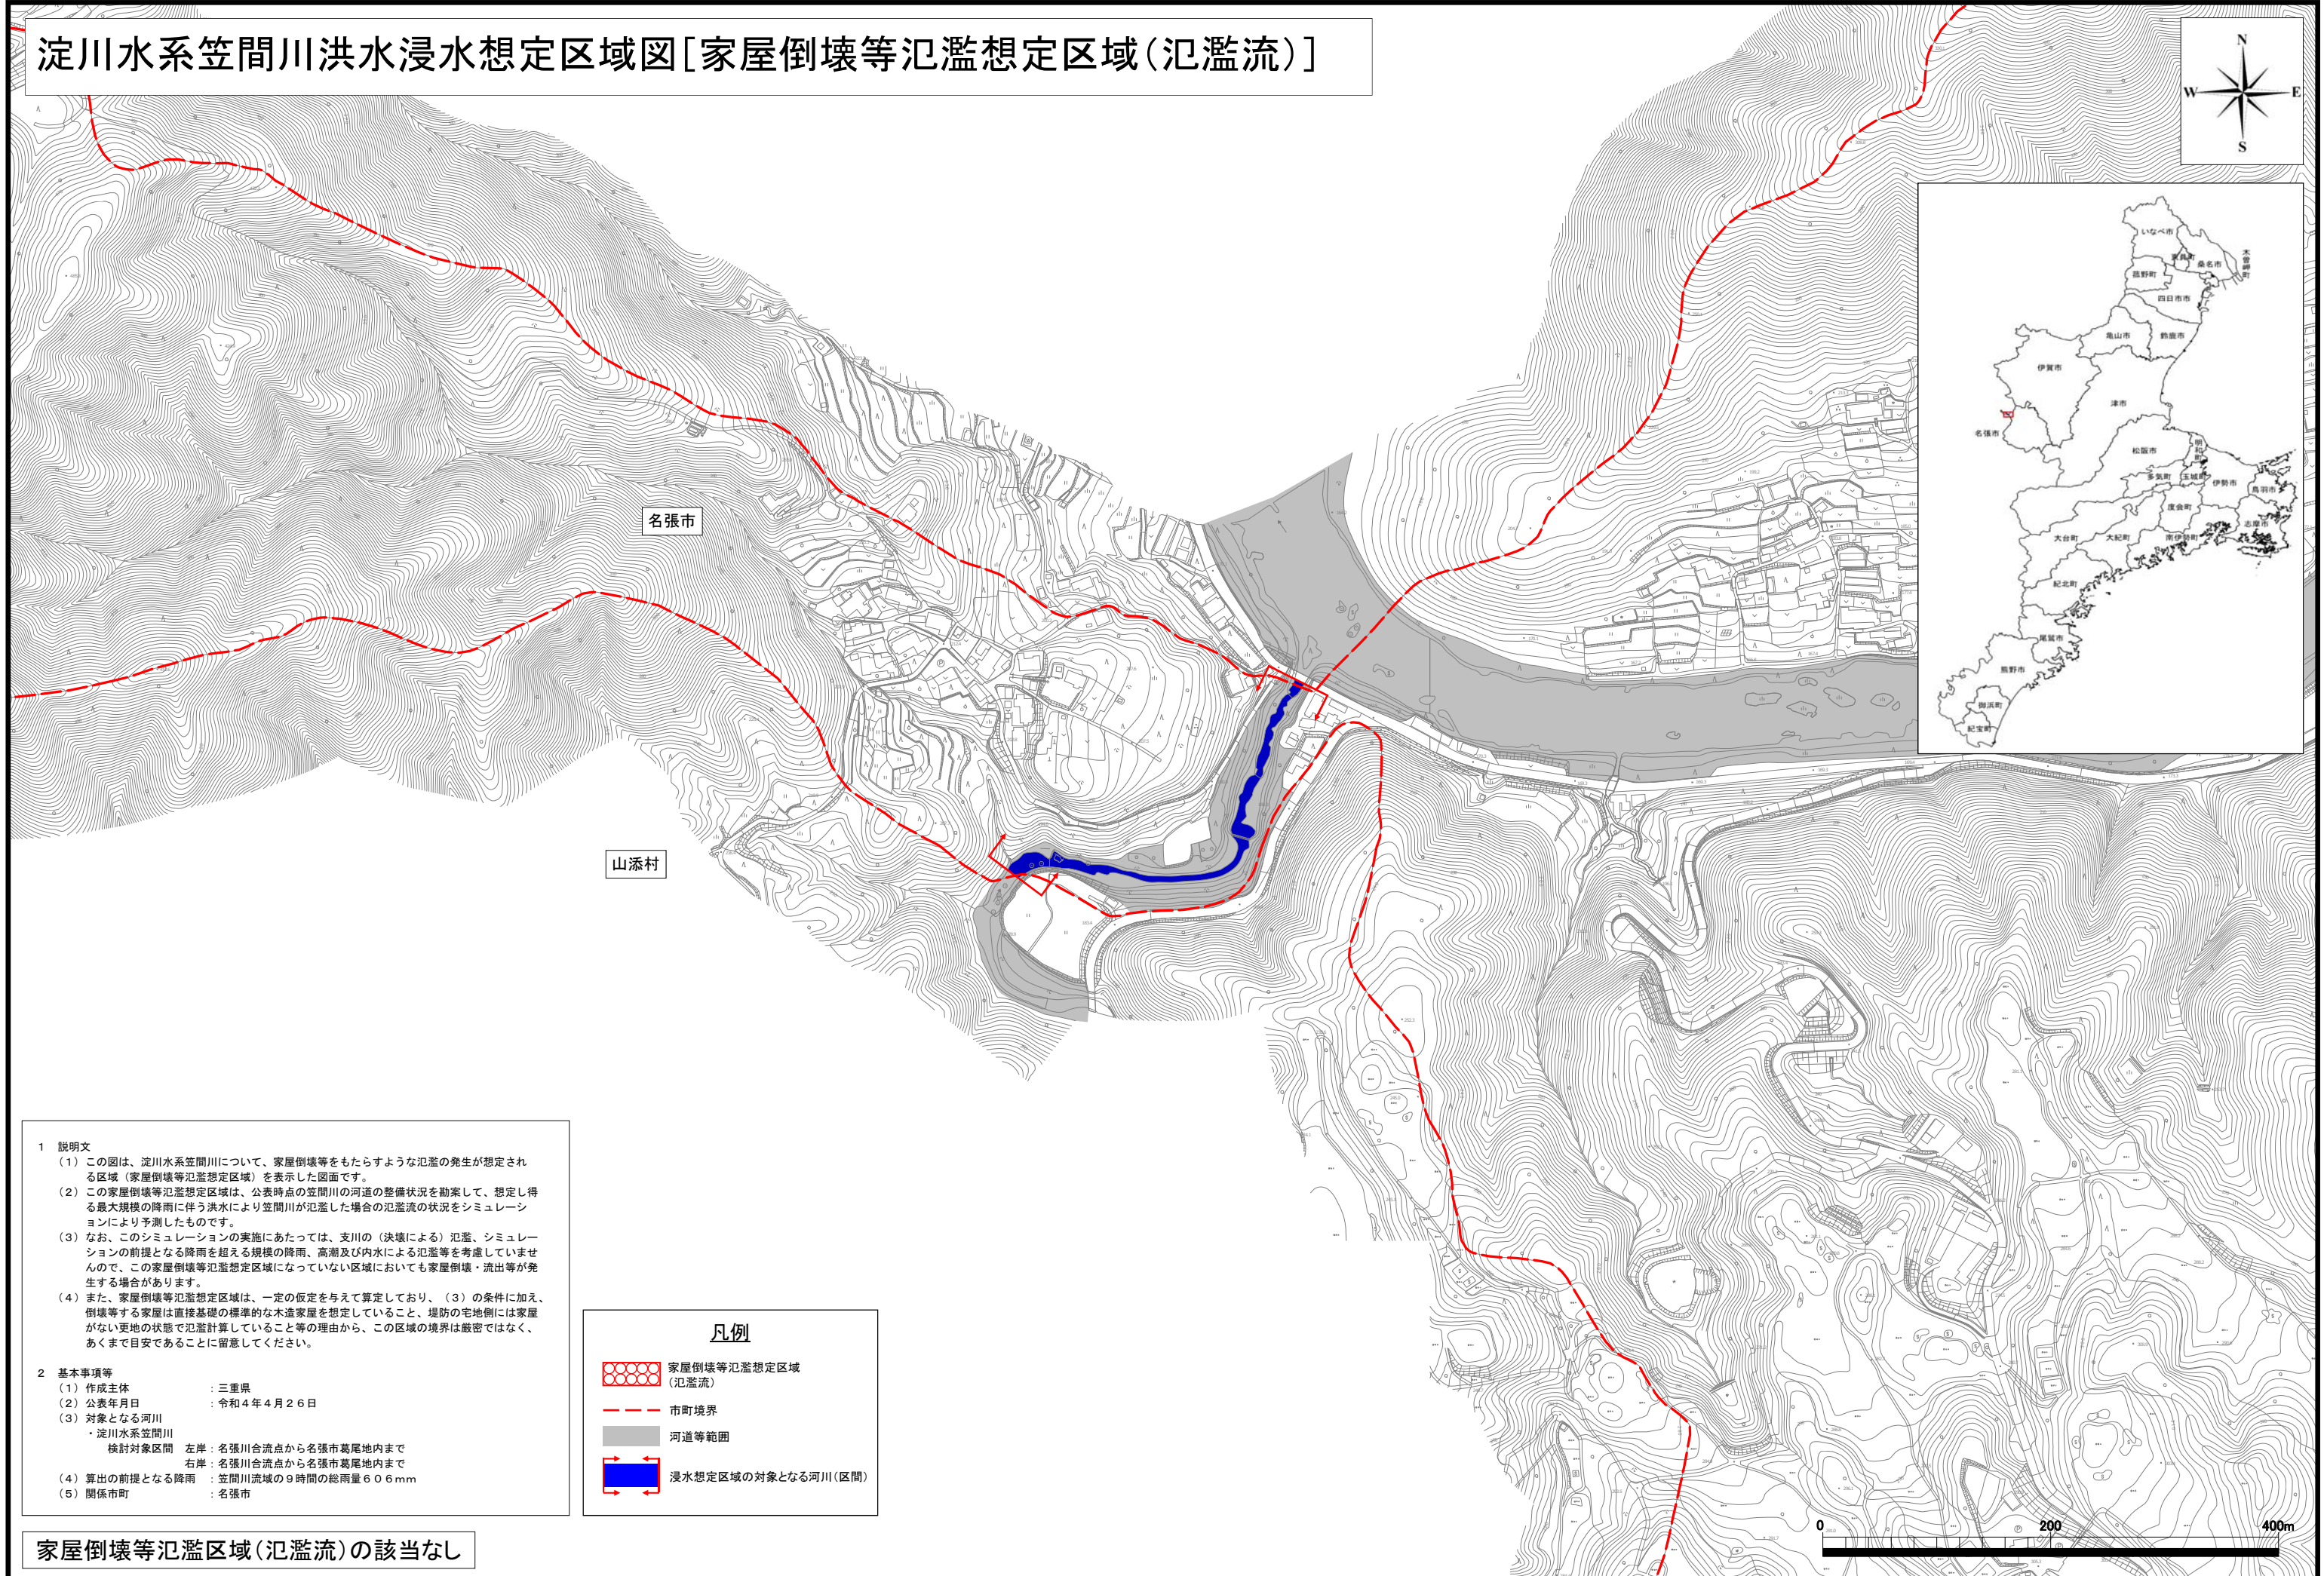 淀川水系笠間川洪水浸水想定区域図[家屋倒壊等氾濫想定区域(氾濫流)]
N
W
E
S
いなべ市
東員町
桑名市
木曽岬町
菰野町
四日市市
亀山市
鈴鹿市
伊賀市
津市
名張市
松阪市
明和町
多気町
玉城町
伊勢市
鳥羽市
度会町
志摩市
大台町
大紀町
南伊勢町
紀北町
尾鷲市
熊野市
御浜町
紀宝町
名張市
山添村
1 説明文
(1)この図は、淀川水系笠間川について、家屋倒壊等をもたらすような氾濫の発生が想定され
る区域(家屋倒壊等氾濫想定区域)を表示した図面です。
(2)この家屋倒壊等氾濫想定区域は、公表時点の笠間川の河道の整備状況を勘案して、想定し得
る最大規模の降雨に伴う洪水により笠間川が氾濫した場合の氾濫流の状況をシミュレーシ
ョンにより予測したものです。
(3)なお、このシミュレーションの実施にあたっては、支川の(決壊による)氾濫、シミュレー
ションの前提となる降雨を超える規模の降雨、高潮及び内水による氾濫等を考慮していませ
んので、この家屋倒壊等氾濫想定区域になっていない区域においても家屋倒壊・流出等が発
生する場合があります。
(4)また、家屋倒壊等氾濫想定区域は、一定の仮定を与えて算定しており、(3)の条件に加え、
倒壊等する家屋は直接基礎の標準的な木造家屋を想定していること、堤防の宅地側には家屋
がない更地の状態で氾濫計算していること等の理由から、この区域の境界は厳密ではなく、
あくまで目安であることに留意してください。
2 基本事項等
(1)作成主体 :三重県
(2)公表年月日 :令和4年4月26日
(3)対象となる河川
・淀川水系笠間川
検討対象区間 左岸:名張川合流点から名張市葛尾地内まで
右岸:名張川合流点から名張市葛尾地内まで
(4)算出の前提となる降雨 :笠間川流域の9時間の総雨量606mm
(5)関係市町 :名張市
凡例
家屋倒壊等氾濫想定区域
(氾濫流)
市町境界
河道等範囲
浸水想定区域の対象となる河川(区間)
家屋倒壊等氾濫区域(氾濫流)の該当なし
0 200 400m